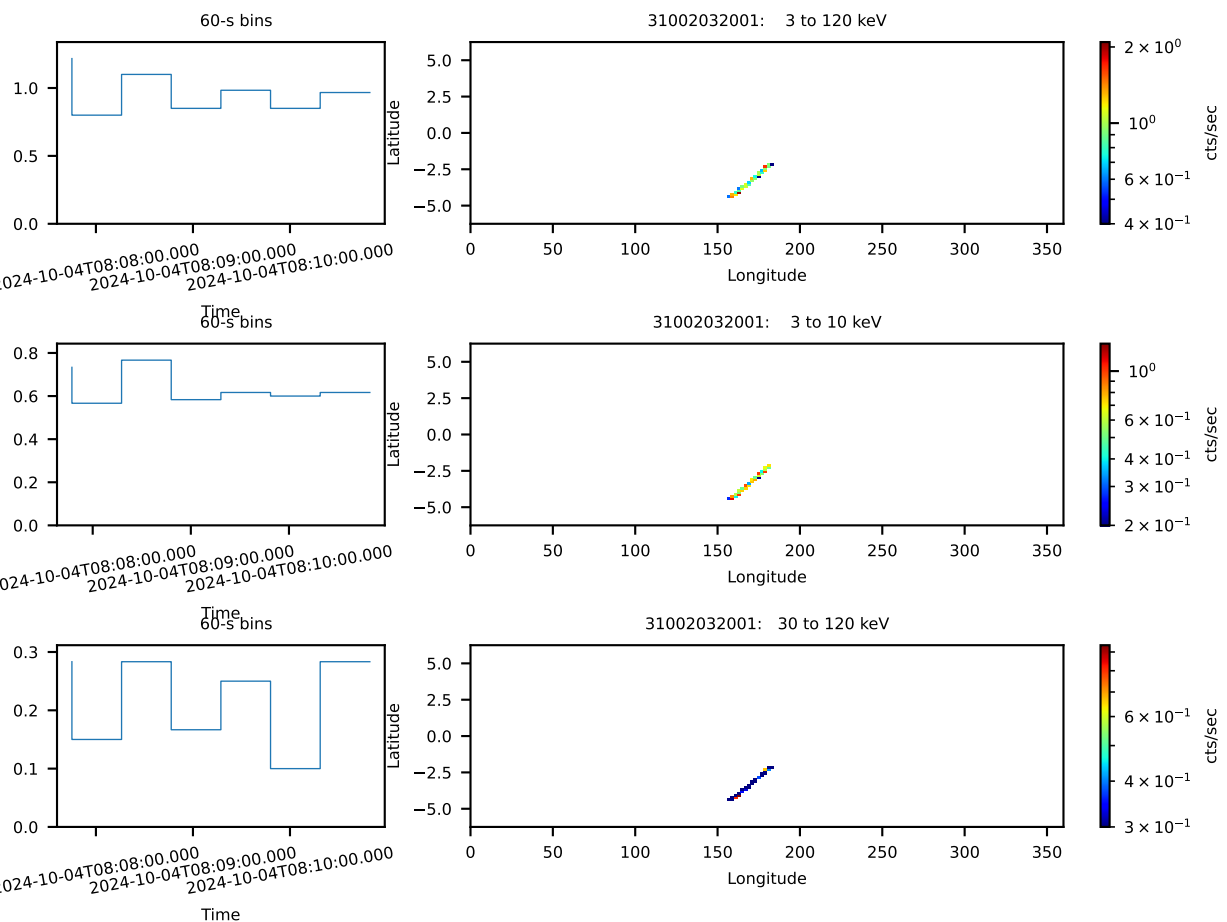 60-s bins
31002032001:    3 to 120 keV
1.0
0.5
0.0
2024-10-04T08:08:00.000
2024-10-04T08:09:00.000
2024-10-04T08:10:00.000
Time
Latitude
5.0
2.5
0.0
−2.5
−5.0
0 50 100 150 200 250 300 350
Longitude
2 × 10⁰
10⁰
6 × 10⁻¹
4 × 10⁻¹
cts/sec
60-s bins
31002032001:    3 to 10 keV
0.8
0.6
0.4
0.2
0.0
2024-10-04T08:08:00.000
2024-10-04T08:09:00.000
2024-10-04T08:10:00.000
Time
Latitude
5.0
2.5
0.0
−2.5
−5.0
0 50 100 150 200 250 300 350
Longitude
10⁰
6 × 10⁻¹
4 × 10⁻¹
3 × 10⁻¹
2 × 10⁻¹
cts/sec
60-s bins
31002032001:   30 to 120 keV
0.3
0.2
0.1
0.0
2024-10-04T08:08:00.000
2024-10-04T08:09:00.000
2024-10-04T08:10:00.000
Time
Latitude
5.0
2.5
0.0
−2.5
−5.0
0 50 100 150 200 250 300 350
Longitude
6 × 10⁻¹
4 × 10⁻¹
3 × 10⁻¹
cts/sec